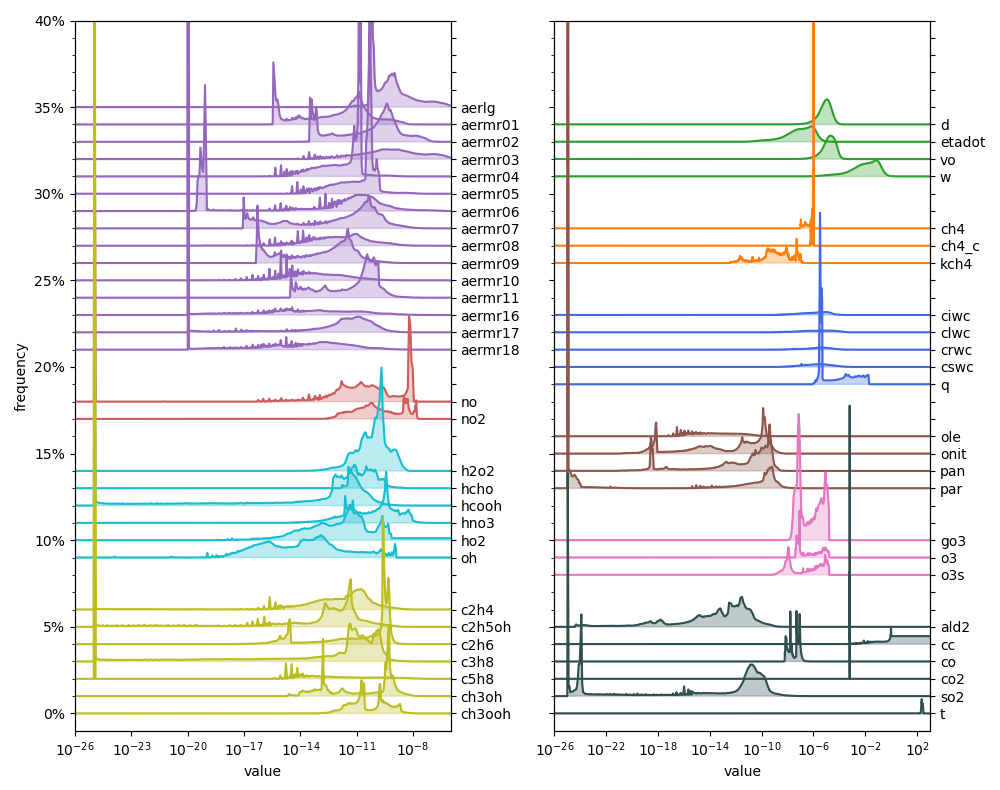 40%
35%
30%
25%
20%
15%
10%
5%
0%
frequency
aerlg
aermr01
aermr02
aermr03
aermr04
aermr05
aermr06
aermr07
aermr08
aermr09
aermr10
aermr11
aermr16
aermr17
aermr18
no
no2
h2o2
hcho
hcooh
hno3
ho2
oh
c2h4
c2h5oh
c2h6
c3h8
c5h8
ch3oh
ch3ooh
10⁻²⁶ 10⁻²³ 10⁻²⁰ 10⁻¹⁷ 10⁻¹⁴ 10⁻¹¹ 10⁻⁸
value
d
etadot
vo
w
ch4
ch4_c
kch4
ciwc
clwc
crwc
cswc
q
ole
onit
pan
par
go3
o3
o3s
ald2
cc
co
co2
so2
t
10⁻²⁶ 10⁻²² 10⁻¹⁸ 10⁻¹⁴ 10⁻¹⁰ 10⁻⁶ 10⁻² 10²
value